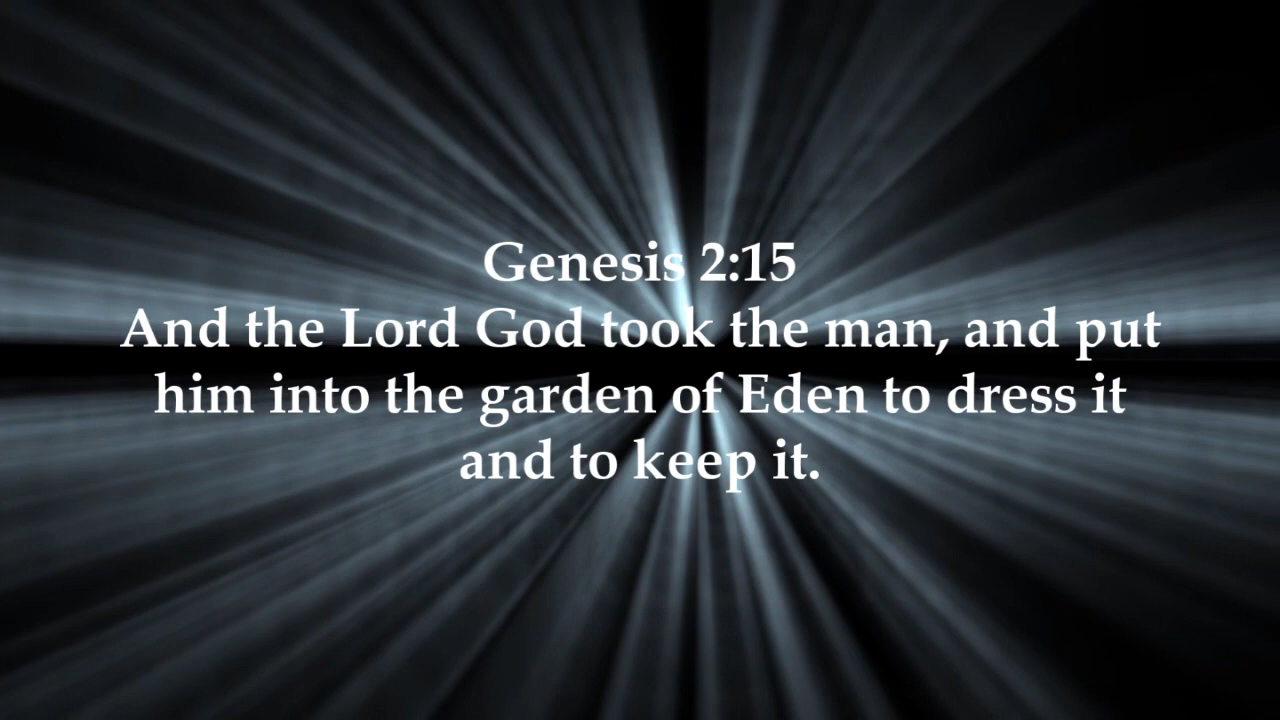 Genesis 2:15
And the Lord God took the man, and put
him into the garden of Eden to dress it
and to keep it.